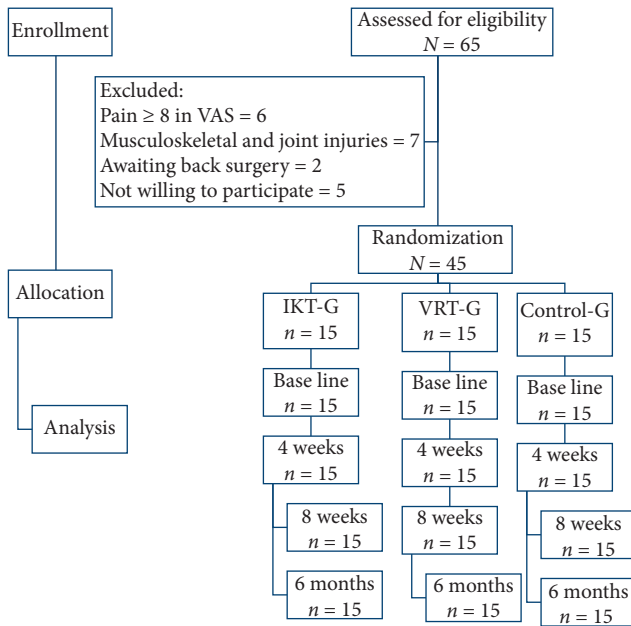 Enrollment
Assessed for eligibility
N = 65
Excluded:
Pain ≥ 8 in VAS = 6
Musculoskeletal and joint injuries = 7
Awaiting back surgery = 2
Not willing to participate = 5
Randomization
N = 45
Allocation
IKT-G
n = 15
VRT-G
n = 15
Control-G
n = 15
Base line
n = 15
Base line
n = 15
Base line
n = 15
Analysis
4 weeks
n = 15
4 weeks
n = 15
4 weeks
n = 15
8 weeks
n = 15
8 weeks
n = 15
8 weeks
n = 15
6 months
n = 15
6 months
n = 15
6 months
n = 15